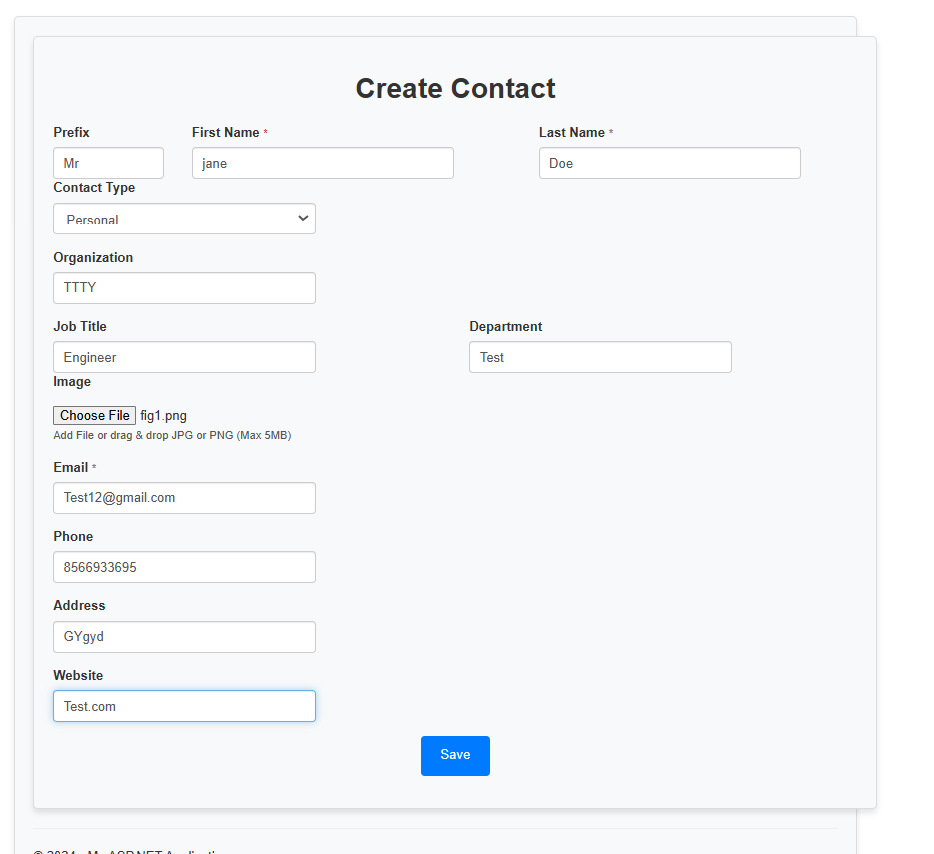 Create Contact
Prefix First Name * Last Name *
Mr jane Doe
Contact Type
Personal
Organization
TTTY
Job Title Department
Engineer Test
Image
Choose File fig1.png
Add File or drag & drop JPG or PNG (Max 5MB)
Email *
Test12@gmail.com
Phone
8566933695
Address
GYgyd
Website
Test.com
Save